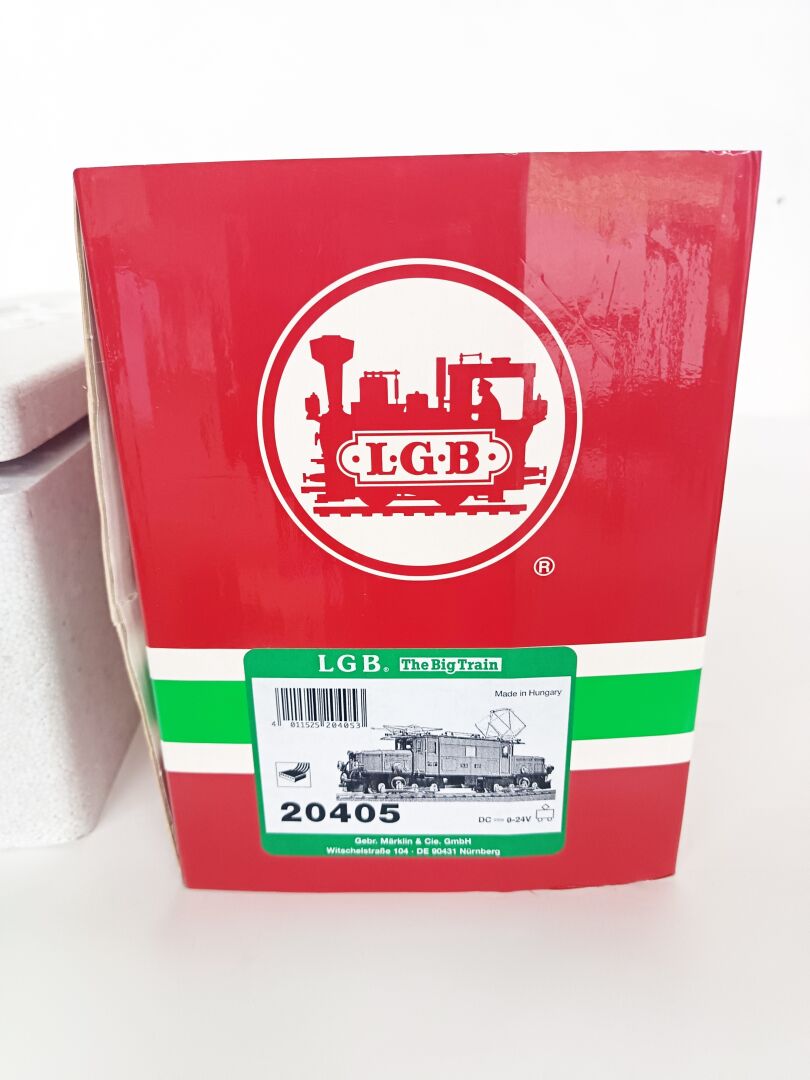 L·G·B
®
LGB® The Big Train
Made in Hungary
4 011525 204053
20405
DC 0-24V
Gebr. Märklin & Cie. GmbH
Witschelstraße 104 · DE 90431 Nürnberg